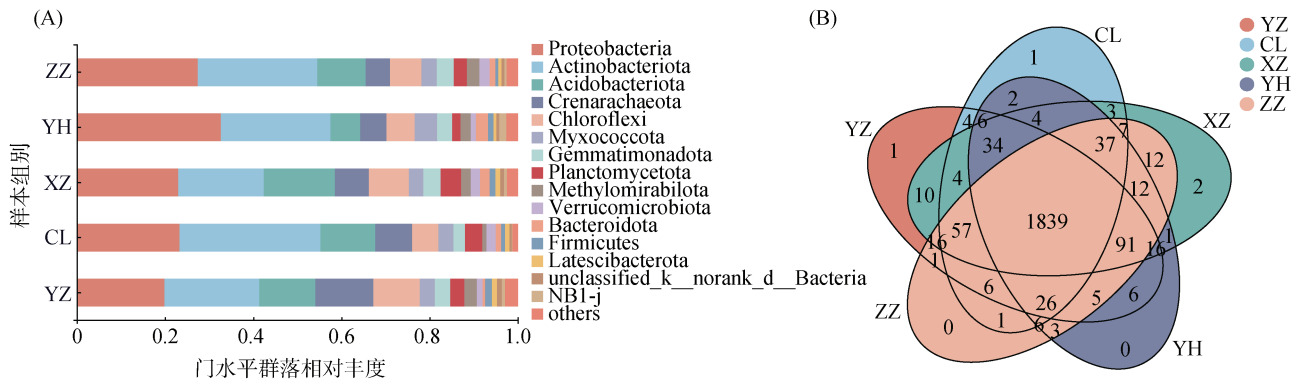 (A)
ZZ
YH
XZ
CL
YZ
样本组别
0
0.2
0.4
0.6
0.8
1.0
门水平群落相对丰度
Proteobacteria
Actinobacteriota
Acidobacteriota
Crenarachaeota
Chloroflexi
Myxococcota
Gemmatimonadota
Planctomycetota
Methylomirabilota
Verrucomicrobiota
Bacteroidota
Firmicutes
Latescibacterota
unclassified_k__norank_d__Bacteria
NB1-j
others
(B)
YZ
CL
XZ
YH
ZZ
CL
1
2
3
XZ
YZ
4
6
4
7
1
34
37
12
10
4
12
2
57
1839
16
91
16
1
1
6
5
6
ZZ
26
0
1
6
3
0
YH